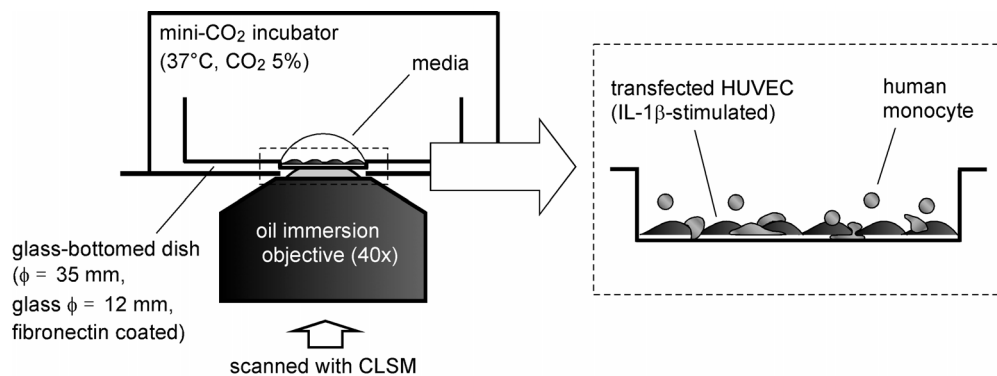 mini-CO2 incubator
(37°C, CO2 5%)
media
oil immersion
objective (40x)
glass-bottomed dish
(ϕ = 35 mm,
glass ϕ = 12 mm,
fibronectin coated)
scanned with CLSM
transfected HUVEC
(IL-1β-stimulated)
human
monocyte